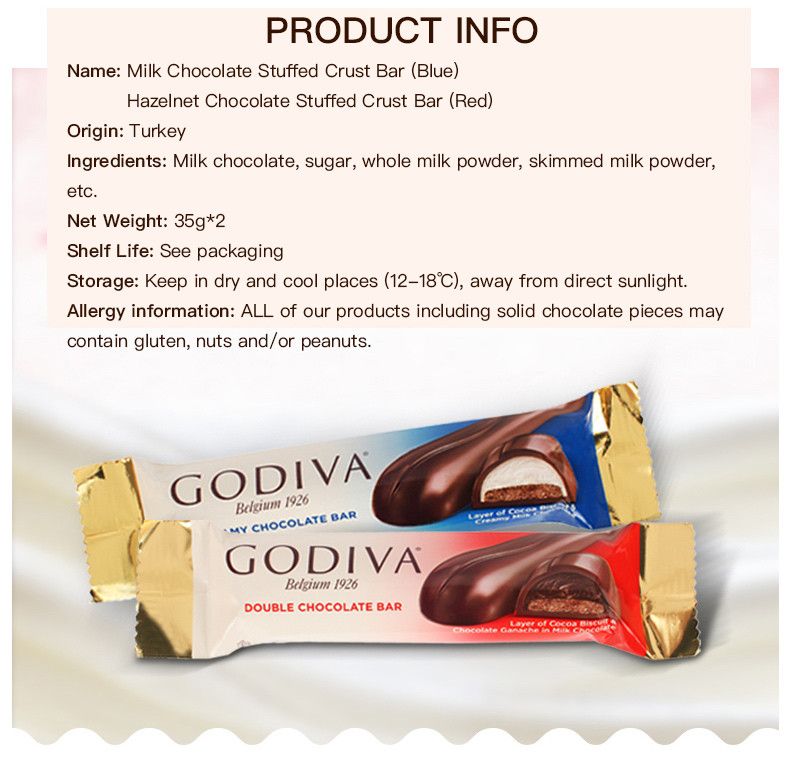 PRODUCT INFO
Name: Milk Chocolate Stuffed Crust Bar (Blue)
Hazelnet Chocolate Stuffed Crust Bar (Red)
Origin: Turkey
Ingredients: Milk chocolate, sugar, whole milk powder, skimmed milk powder,
etc.
Net Weight: 35g*2
Shelf Life: See packaging
Storage: Keep in dry and cool places (12–18℃), away from direct sunlight.
Allergy information: ALL of our products including solid chocolate pieces may
contain gluten, nuts and/or peanuts.
GODIVA
Belgium 1926
MY CHOCOLATE BAR
Layer of Cocoa
Creamy Milk
GODIVA
Belgium 1926
DOUBLE CHOCOLATE BAR
Layer of Cocoa Biscuit &
Chocolate Ganache in Milk Chocolate